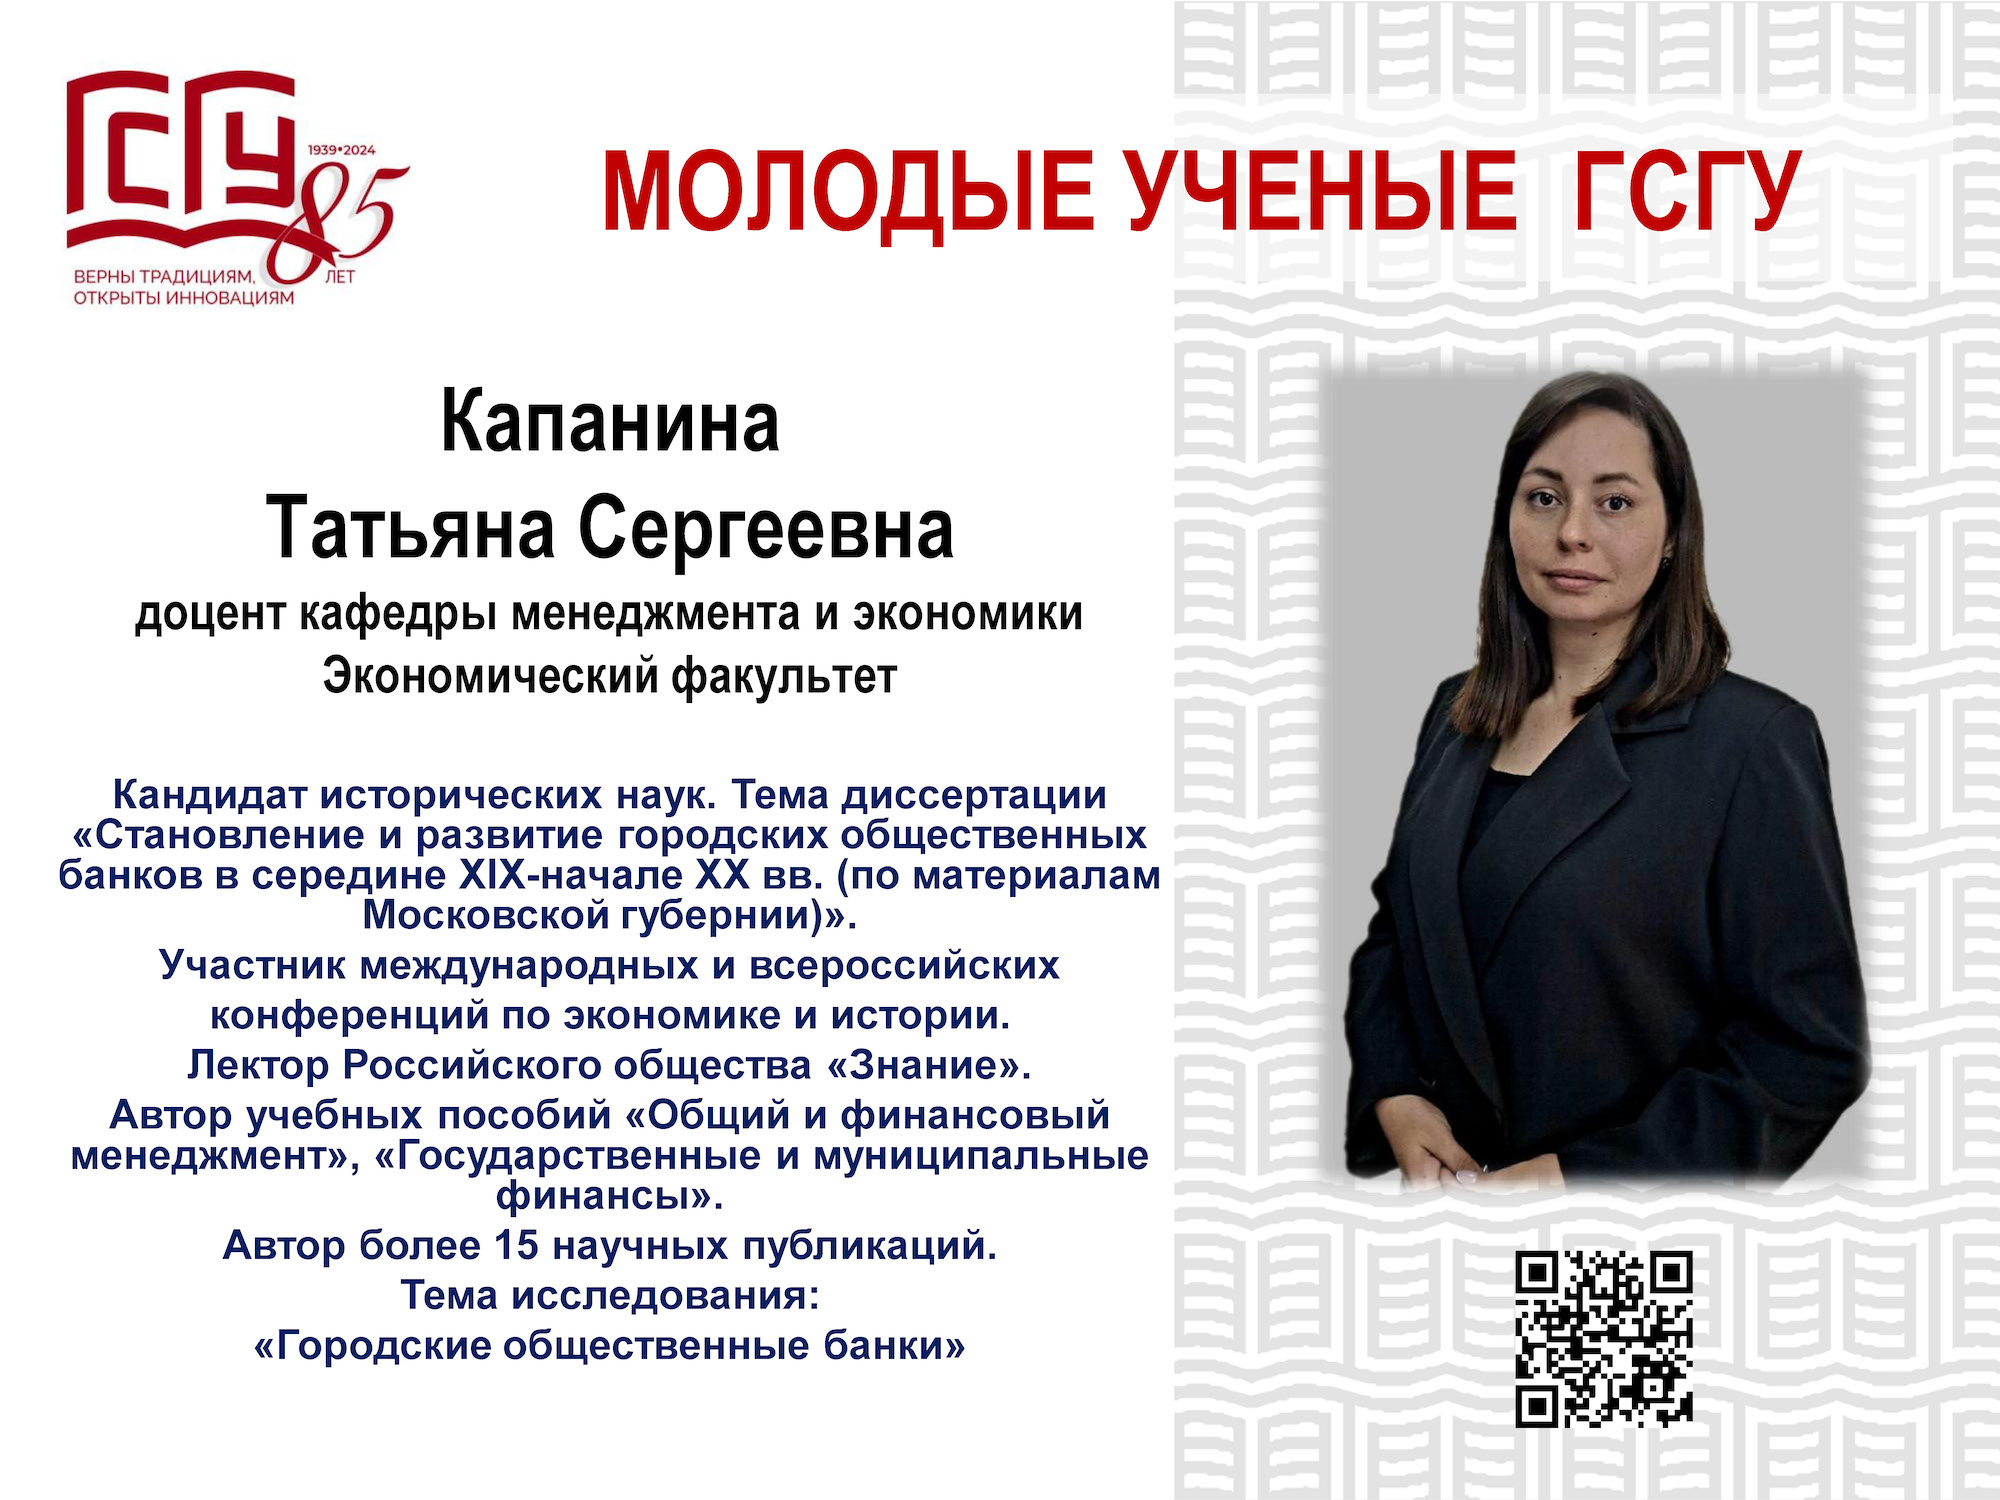 ГСГУ
1939•2024
85
ЛЕТ
ВЕРНЫ ТРАДИЦИЯМ,
ОТКРЫТЫ ИННОВАЦИЯМ
МОЛОДЫЕ УЧЕНЫЕ ГСГУ
Капанина
Татьяна Сергеевна
доцент кафедры менеджмента и экономики
Экономический факультет
Кандидат исторических наук. Тема диссертации
«Становление и развитие городских общественных
банков в середине XIX-начале XX вв. (по материалам
Московской губернии)».
Участник международных и всероссийских
конференций по экономике и истории.
Лектор Российского общества «Знание».
Автор учебных пособий «Общий и финансовый
менеджмент», «Государственные и муниципальные
финансы».
Автор более 15 научных публикаций.
Тема исследования:
«Городские общественные банки»